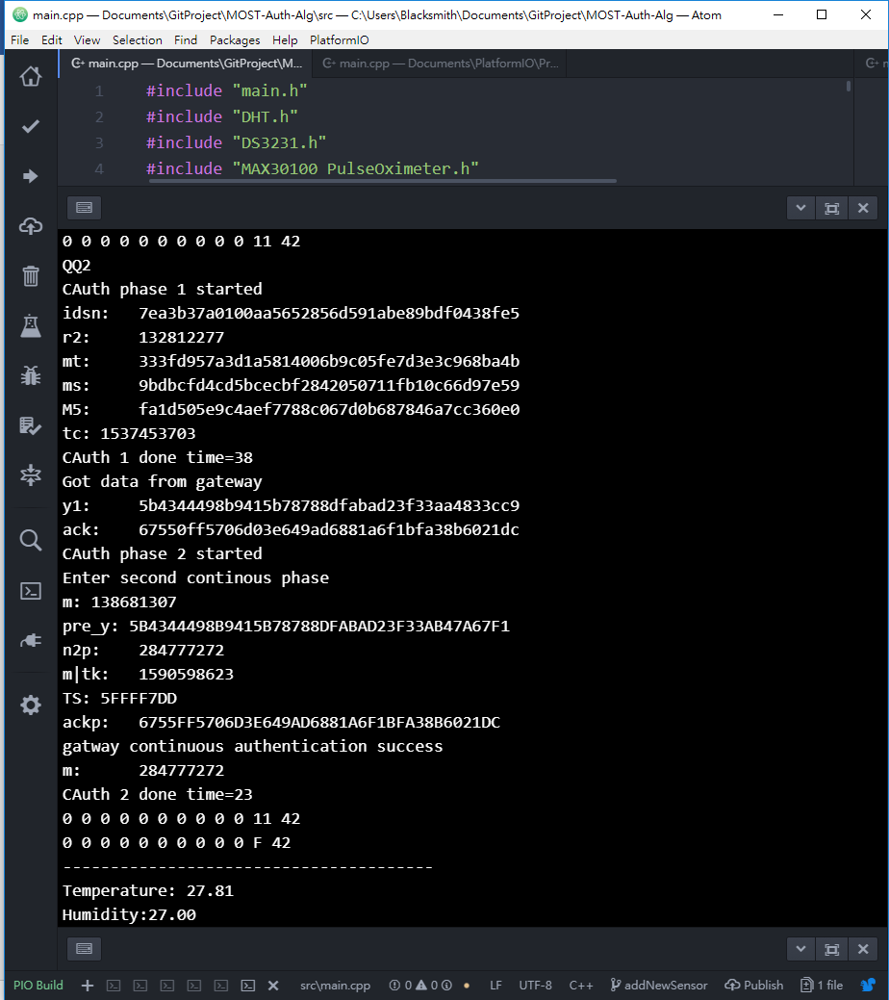 main.cpp — Documents\GitProject\MOST-Auth-Alg\src — C:\Users\Blacksmith\Documents\GitProject\MOST-Auth-Alg — Atom
File Edit View Selection Find Packages Help PlatformIO
main.cpp — Documents\GitProject\M... main.cpp — Documents\PlatformIO\Pr...
1 #include "main.h"
2 #include "DHT.h"
3 #include "DS3231.h"
4 #include "MAX30100_PulseOximeter.h"
0 0 0 0 0 0 0 0 0 0 11 42
QQ2
CAuth phase 1 started
idsn: 7ea3b37a0100aa5652856d591abe89bdf0438fe5
r2: 132812277
mt: 333fd957a3d1a5814006b9c05fe7d3e3c968ba4b
ms: 9bdbcfd4cd5bcecbf2842050711fb10c66d97e59
M5: fa1d505e9c4aef7788c067d0b687846a7cc360e0
tc: 1537453703
CAuth 1 done time=38
Got data from gateway
y1: 5b4344498b9415b78788dfabad23f33aa4833cc9
ack: 67550ff5706d03e649ad6881a6f1bfa38b6021dc
CAuth phase 2 started
Enter second continous phase
m: 138681307
pre_y: 5B4344498B9415B78788DFABAD23F33AB47A67F1
n2p: 284777272
m|tk: 1590598623
TS: 5FFFF7DD
ackp: 6755FF5706D3E649AD6881A6F1BFA38B6021DC
gatway continuous authentication success
m: 284777272
CAuth 2 done time=23
0 0 0 0 0 0 0 0 0 0 11 42
0 0 0 0 0 0 0 0 0 0 F 42
---------------------------------------
Temperature: 27.81
Humidity:27.00
PIO Build src\main.cpp 0 0 0 LF UTF-8 C++ addNewSensor Publish 1 file